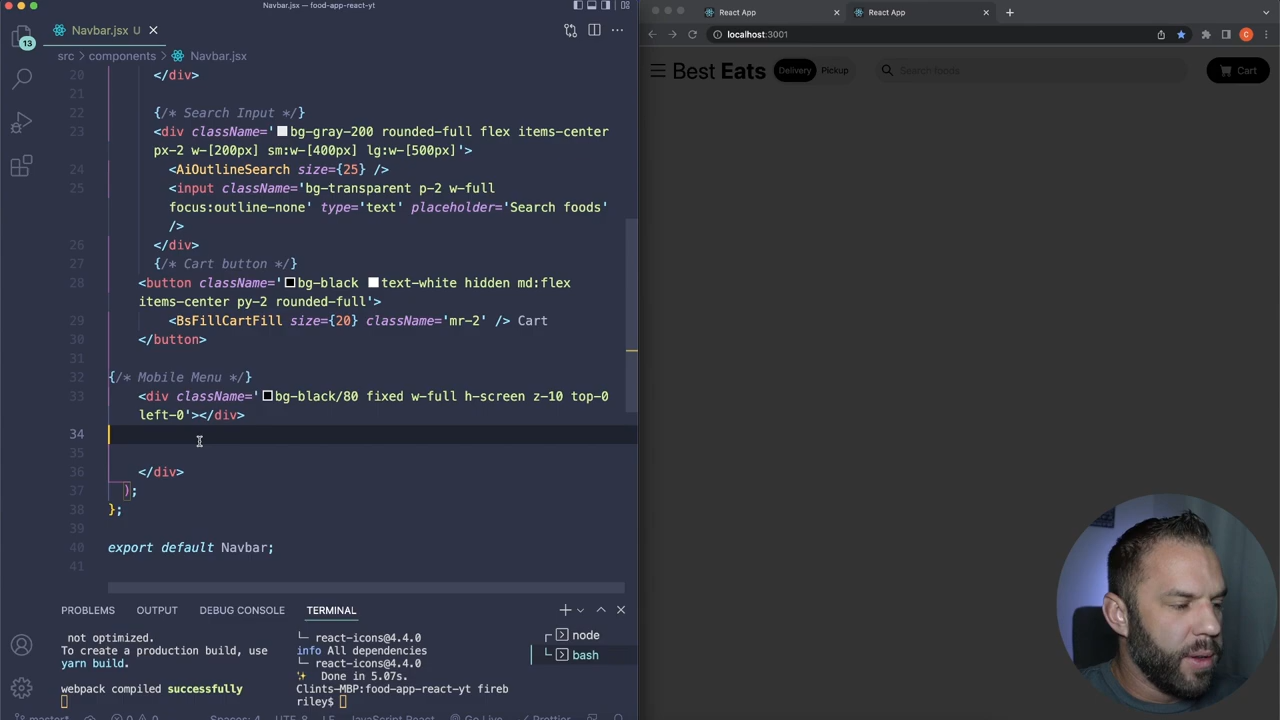 Navbar.jsx — food-app-react-yt
Navbar.jsx U
src > components > Navbar.jsx
13
20 </div>
21
22 {/* Search Input */}
23 <div className='bg-gray-200 rounded-full flex items-center
px-2 w-[200px] sm:w-[400px] lg:w-[500px]'>
24 <AiOutlineSearch size={25} />
25 <input className='bg-transparent p-2 w-full
focus:outline-none' type='text' placeholder='Search foods'
/>
26 </div>
27 {/* Cart button */}
28 <button className='bg-black text-white hidden md:flex
items-center py-2 rounded-full'>
29 <BsFillCartFill size={20} className='mr-2' /> Cart
30 </button>
31
32 {/* Mobile Menu */}
33 <div className='bg-black/80 fixed w-full h-screen z-10 top-0
left-0'></div>
34
35
36 </div>
37 );
38 };
39
40 export default Navbar;
41
PROBLEMS OUTPUT DEBUG CONSOLE TERMINAL
not optimized.
To create a production build, use
yarn build.
webpack compiled successfully
└─ react-icons@4.4.0
info All dependencies
└─ react-icons@4.4.0
Done in 5.07s.
Clints-MBP:food-app-react-yt fireb
riley$
node
bash
master* 0 0 Spaces: 4 UTF-8 LF JavaScript React Go Live Prettier
React App
React App
localhost:3001
C
Best Eats
Delivery Pickup
Search foods
Cart